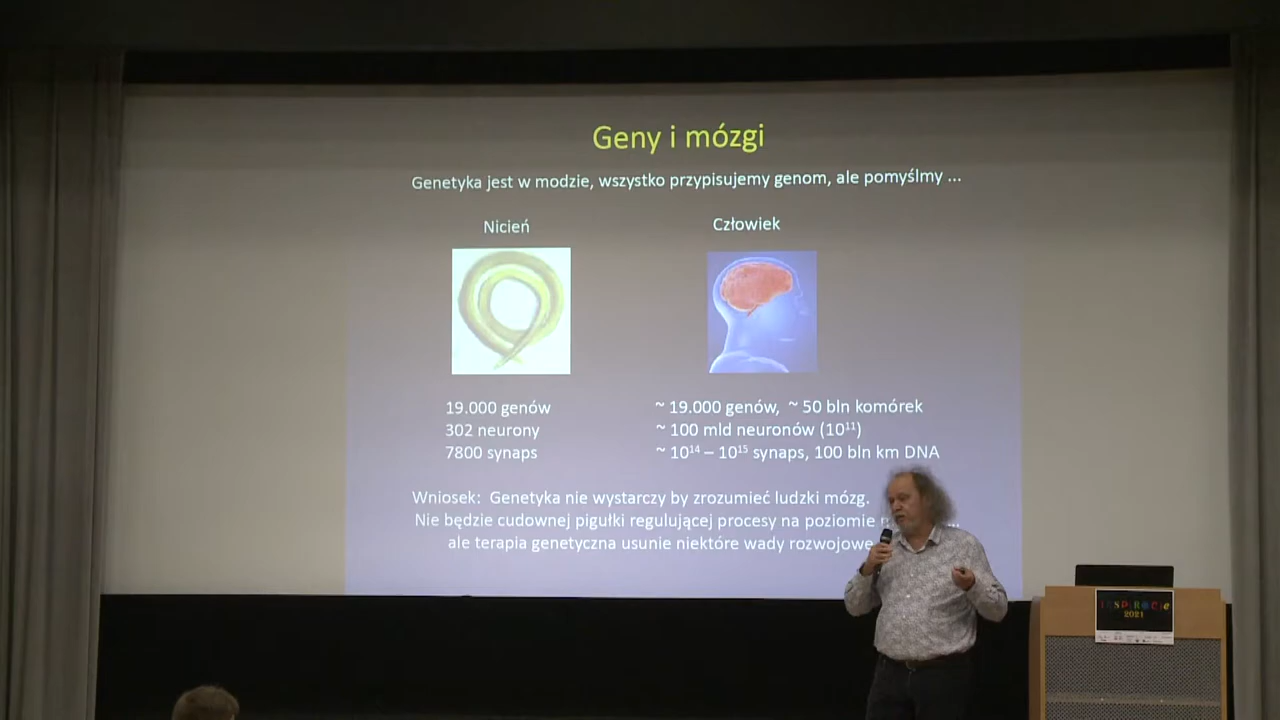 Geny i mózgi
Genetyka jest w modzie, wszystko przypisujemy genom, ale pomyślmy ...
Nicień
Człowiek
19.000 genów
302 neurony
7800 synaps
~ 19.000 genów, ~ 50 bln komórek
~ 100 mld neuronów (10¹¹)
~ 10¹⁴ – 10¹⁵ synaps, 100 bln km DNA
Wniosek: Genetyka nie wystarczy by zrozumieć ludzki mózg.
Nie będzie cudownej pigułki regulującej procesy na poziomie ...
ale terapia genetyczna usunie niektóre wady rozwojowe
INSPIRACJE
2021